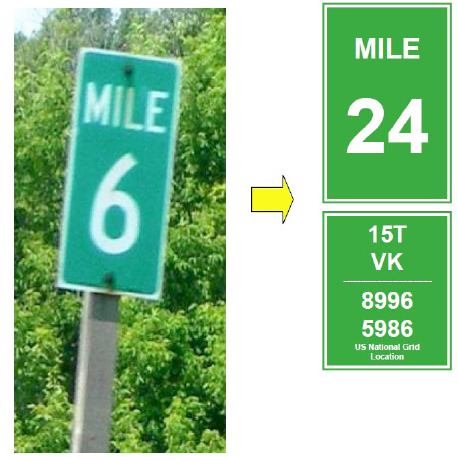 MILE
6
MILE
24
15T
VK
8996
5986
US National Grid
Location